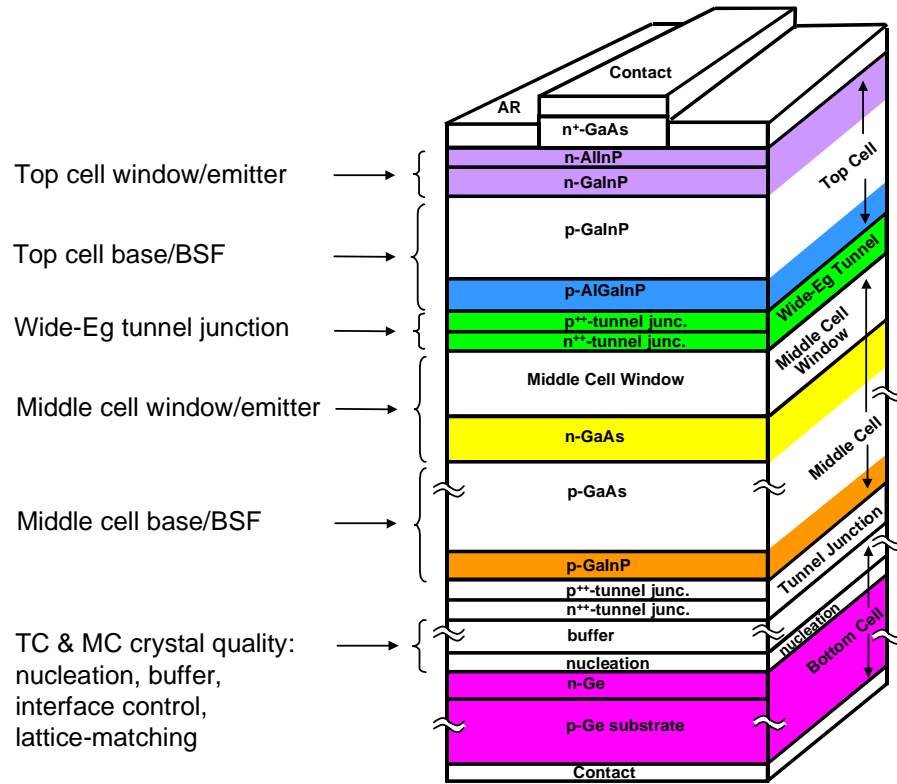 Contact
AR
n⁺-GaAs
n-AlInP
n-GaInP
p-GaInP
p-AlGaInP
p⁺⁺-tunnel junc.
n⁺⁺-tunnel junc.
Middle Cell Window
n-GaAs
p-GaAs
p-GaInP
p⁺⁺-tunnel junc.
n⁺⁺-tunnel junc.
buffer
nucleation
n-Ge
p-Ge substrate
Contact
Top cell window/emitter
Top cell base/BSF
Wide-Eg tunnel junction
Middle cell window/emitter
Middle cell base/BSF
TC & MC crystal quality:
nucleation, buffer,
interface control,
lattice-matching
Top Cell
Wide-Eg Tunnel
Middle Cell
Window
Middle Cell
Tunnel Junction
nucleation
Bottom Cell